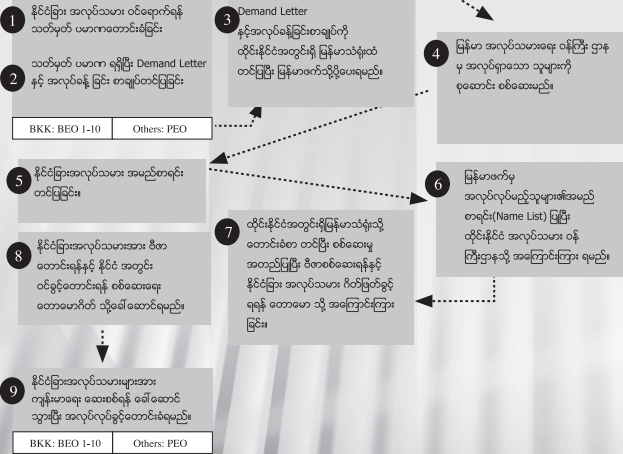 1
နိုင်ငံခြား အလုပ်သမား ဝင်ရောက်ရန်
သတ်မှတ် ပမာဏတောင်းခံခြင်း
2
သတ်မှတ် ပမာဏ ရရှိပြီး Demand Letter
နှင့် အလုပ်ခန့် ခြင်း စာချုပ်တင်ပြခြင်း
BKK: BEO 1-10
Others: PEO
3
Demand Letter
နှင့်အလုပ်ခန့်ခြင်းစာချုပ်ကို
ထိုင်းနိုင်ငံအတွင်းရှိ မြန်မာသံရုံးထံ
တင်ပြပြီး မြန်မာဖက်သို့ပို့ပေးရမည်။
4
မြန်မာ အလုပ်သမားရေး ဝန်ကြီး ဌာန
မှ အလုပ်ရှာသော သူများကို
စုဆောင်း စစ်ဆေးမည်။
5
နိုင်ငံခြားအလုပ်သမား အမည်စာရင်း
တင်ပြခြင်း။
6
မြန်မာဖက်မှ
အလုပ်လုပ်မည့်သူများ၏အမည်
စာရင်း(Name List) ပြုပြီး
ထိုင်းနိုင်ငံ အလုပ်သမား ဝန်
ကြီးဌာနသို့ အကြောင်းကြား ရမည်။
7
ထိုင်းနိုင်ငံအတွင်းရှိမြန်မာသံရုံးသို့
တောင်းခံစာ တင်ပြီး စစ်ဆေးမှု
အတည်ပြုပြီး ဗီဇာစစ်ဆေးရန်နှင့်
နိုင်ငံခြား အလုပ်သမား ဂိတ်ဖြတ်ခွင့်
ရရန် တောမော သို့ အကြောင်းကြား
ခြင်း။
8
နိုင်ငံခြားအလုပ်သမားအား ဗီဇာ
တောင်းရန်နှင့် နိုင်ငံ အတွင်း
ဝင်ခွင့်တောင်းရန် စစ်ဆေးရေး
တောမောဂိတ် သို့ခေါ် ဆောင်ရမည်။
9
နိုင်ငံခြားအလုပ်သမားများအား
ကျန်းမာရေး ဆေးစစ်ရန် ခေါ် ဆောင်
သွားပြီး အလုပ်လုပ်ခွင့်တောင်းခံရမည်။
BKK: BEO 1-10
Others: PEO